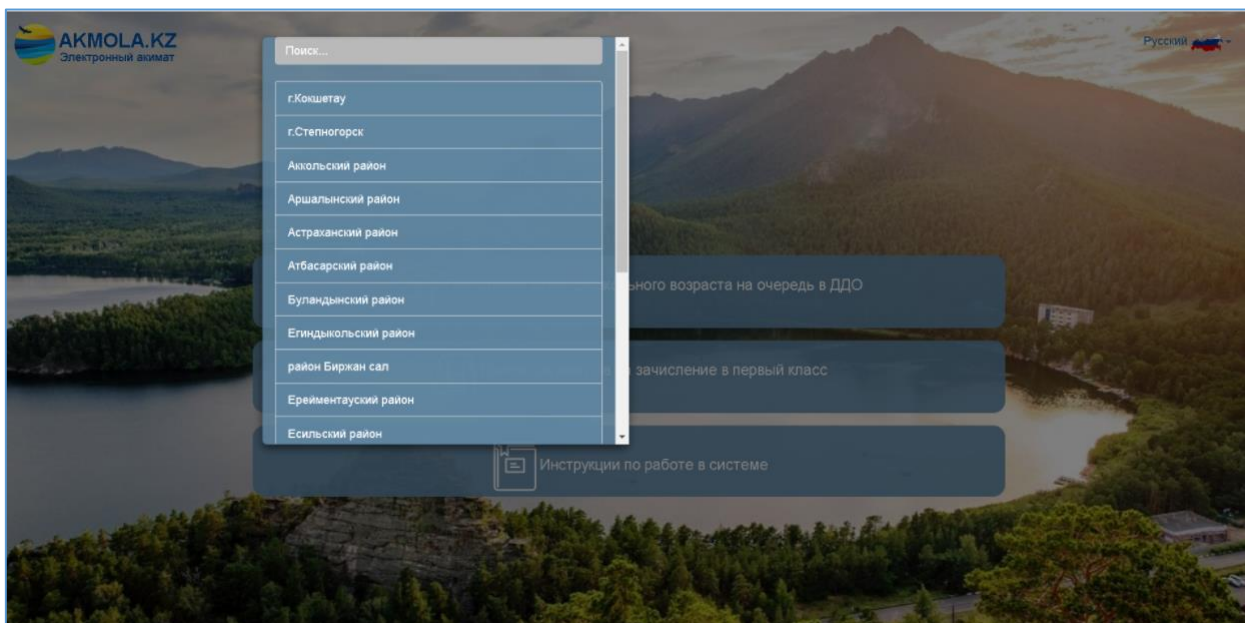 AKMOLA.KZ
Электронный акимат
Русский
Поиск...
г.Кокшетау
г.Степногорск
Аккольский район
Аршалынский район
Астраханский район
Атбасарский район
Буландынский район
Егиндыкольский район
район Биржан сал
Ерейментауский район
Есильский район
возраста на очередь в ДДО
зачисление в первый класс
Инструкции по работе в системе